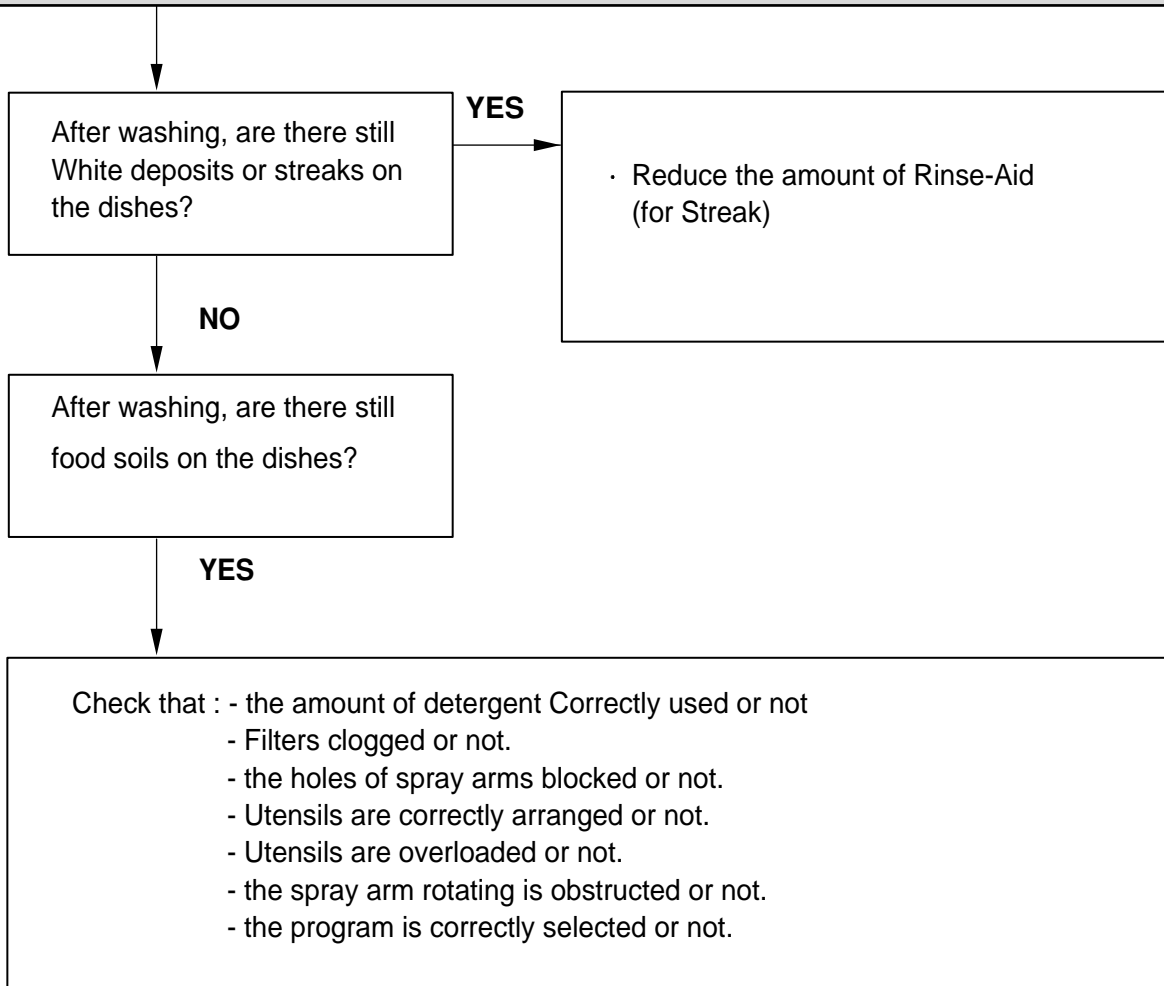 After washing, are there still
White deposits or streaks on
the dishes?
YES
· Reduce the amount of Rinse-Aid
(for Streak)
NO
After washing, are there still
food soils on the dishes?
YES
Check that : - the amount of detergent Correctly used or not
- Filters clogged or not.
- the holes of spray arms blocked or not.
- Utensils are correctly arranged or not.
- Utensils are overloaded or not.
- the spray arm rotating is obstructed or not.
- the program is correctly selected or not.